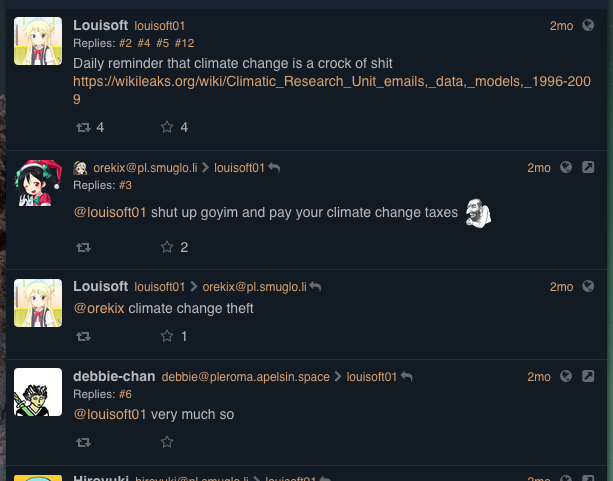 Louisoft louisoft01 2mo
Replies: #2 #4 #5 #12
Daily reminder that climate change is a crock of shit
https://wikileaks.org/wiki/Climatic_Research_Unit_emails,_data,_models,_1996-200
9
4 4
orekix@pl.smuglo.li > louisoft01 2mo
Replies: #3
@louisoft01 shut up goyim and pay your climate change taxes
2
Louisoft louisoft01 > orekix@pl.smuglo.li 2mo
@orekix climate change theft
1
debbie-chan debbie@pleroma.apelsin.space > louisoft01 2mo
Replies: #6
@louisoft01 very much so
Hiroyuki hiroyuki@pl.smuglo.li > louisoft01 2mo